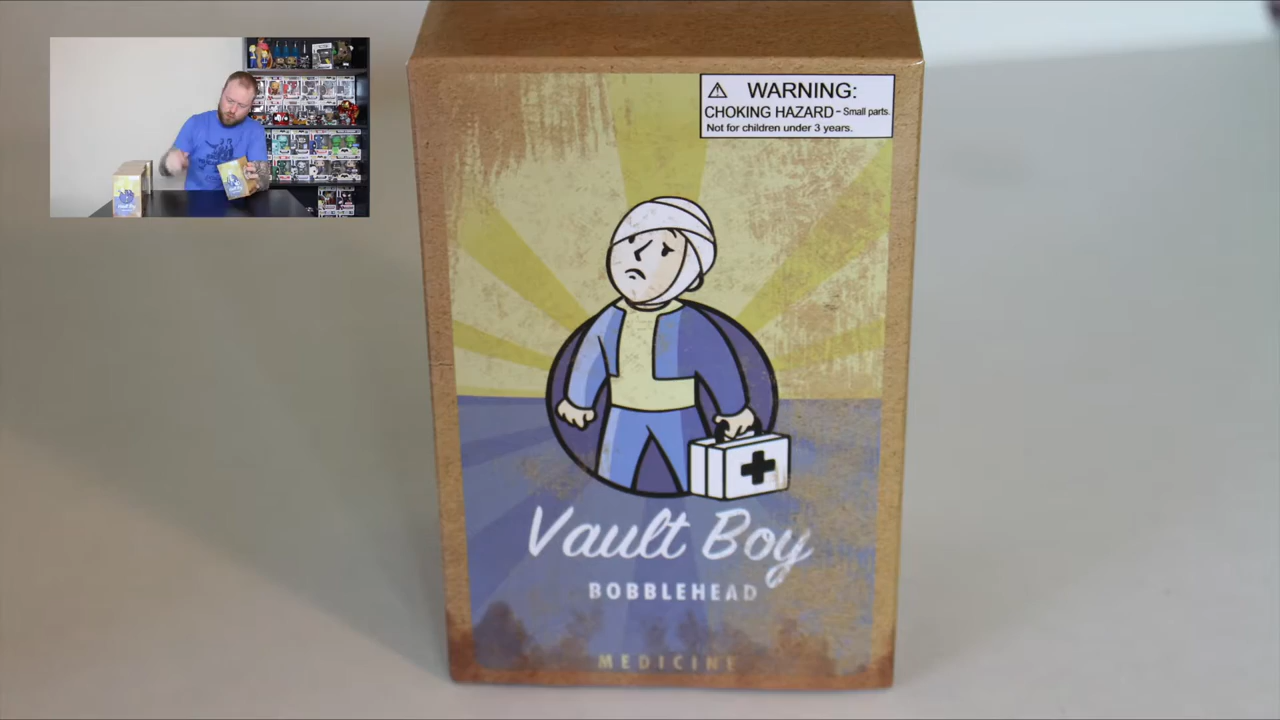 WARNING:
CHOKING HAZARD - Small parts.
Not for children under 3 years.
Vault Boy
BOBBLEHEAD
MEDICINE